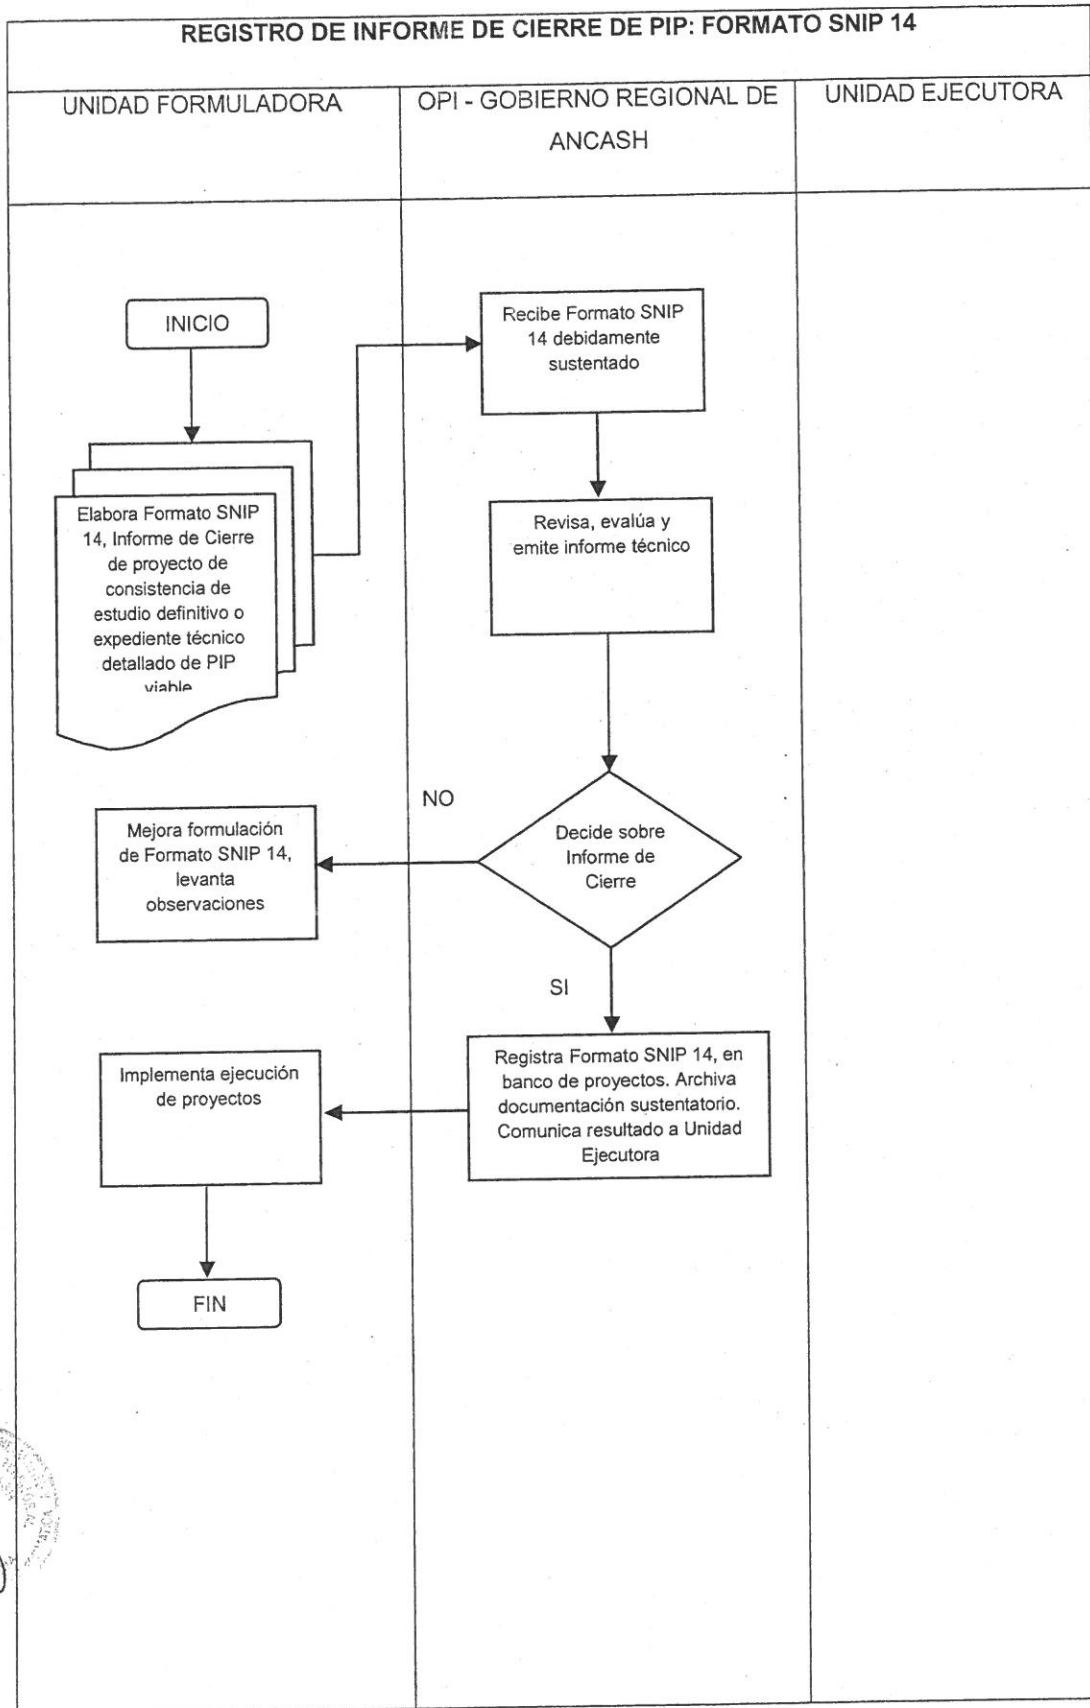 REGISTRO DE INFORME DE CIERRE DE PIP: FORMATO SNIP 14
UNIDAD FORMULADORA
OPI - GOBIERNO REGIONAL DE
ANCASH
UNIDAD EJECUTORA
INICIO
Elabora Formato SNIP
14, Informe de Cierre
de proyecto de
consistencia de
estudio definitivo o
expediente técnico
detallado de PIP
viable
Recibe Formato SNIP
14 debidamente
sustentado
Revisa, evalúa y
emite informe técnico
Decide sobre
Informe de
Cierre
NO
Mejora formulación
de Formato SNIP 14,
levanta
observaciones
SI
Registra Formato SNIP 14, en
banco de proyectos. Archiva
documentación sustentatorio.
Comunica resultado a Unidad
Ejecutora
Implementa ejecución
de proyectos
FIN